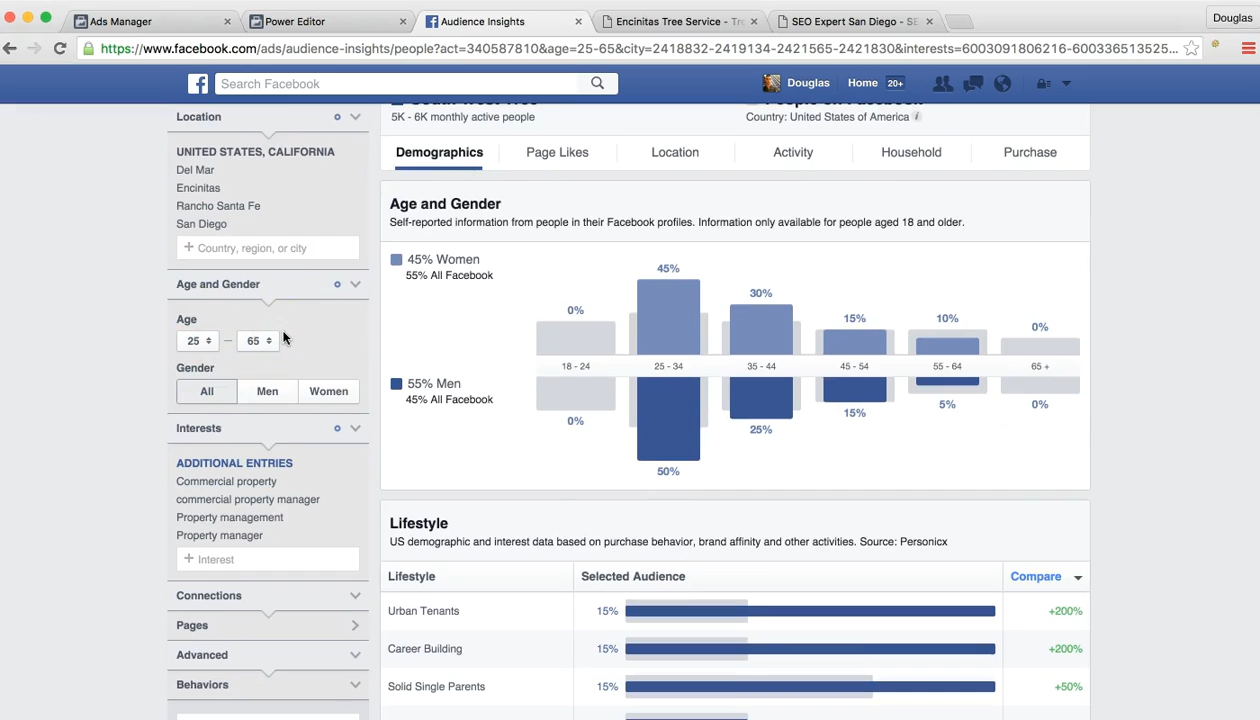 Ads Manager
Power Editor
Audience Insights
Encinitas Tree Service - Tre
SEO Expert San Diego - SE
Douglas
https://www.facebook.com/ads/audience-insights/people?act=340587810&age=25-65&city=2418832-2419134-2421565-2421830&interests=6003091806216-600336513525...
Search Facebook
Douglas
Home 20+
Location
UNITED STATES, CALIFORNIA
Del Mar
Encinitas
Rancho Santa Fe
San Diego
+ Country, region, or city
Age and Gender
Age
25 — 65
Gender
All Men Women
Interests
ADDITIONAL ENTRIES
Commercial property
commercial property manager
Property management
Property manager
+ Interest
Connections
Pages
Advanced
Behaviors
South West Tree
5K - 6K monthly active people
People on Facebook
Country: United States of America
Demographics Page Likes Location Activity Household Purchase
Age and Gender
Self-reported information from people in their Facebook profiles. Information only available for people aged 18 and older.
45% Women
55% All Facebook
0% 45% 30% 15% 10% 0%
18 - 24 25 - 34 35 - 44 45 - 54 55 - 64 65 +
55% Men
45% All Facebook
0% 50% 25% 15% 5% 0%
Lifestyle
US demographic and interest data based on purchase behavior, brand affinity and other activities. Source: Personicx
Lifestyle Selected Audience Compare
Urban Tenants 15% +200%
Career Building 15% +200%
Solid Single Parents 15% +50%